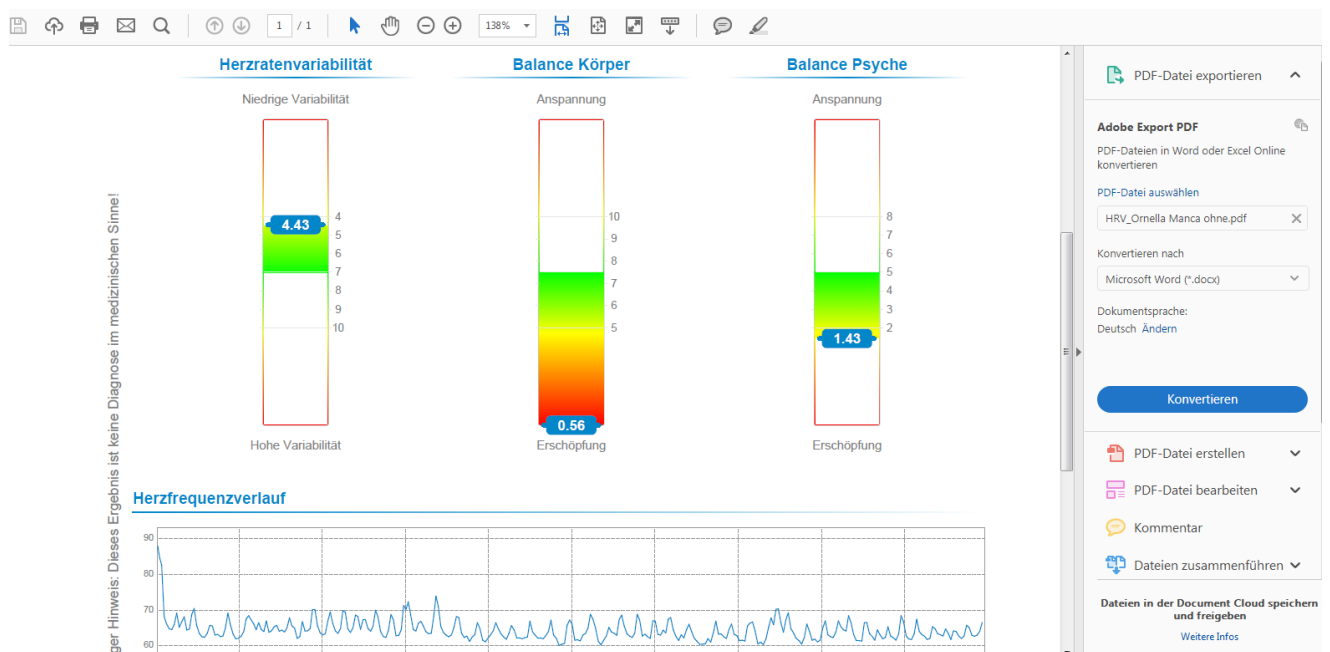 1 / 1
138%
Herzratenvariabilität
Balance Körper
Balance Psyche
Niedrige Variabilität
Anspannung
Anspannung
4
5
6
7
8
9
10
4.43
10
9
8
7
6
5
0.56
8
7
6
5
4
3
2
1.43
Hohe Variabilität
Erschöpfung
Erschöpfung
ger Hinweis: Dieses Ergebnis ist keine Diagnose im medizinischen Sinne!
Herzfrequenzverlauf
90
80
70
60
PDF-Datei exportieren
Adobe Export PDF
PDF-Dateien in Word oder Excel Online
konvertieren
PDF-Datei auswählen
HRV_Ornella Manca ohne.pdf
Konvertieren nach
Microsoft Word (*.docx)
Dokumentsprache:
Deutsch Ändern
Konvertieren
PDF-Datei erstellen
PDF-Datei bearbeiten
Kommentar
Dateien zusammenführen
Dateien in der Document Cloud speichern
und freigeben
Weitere Infos